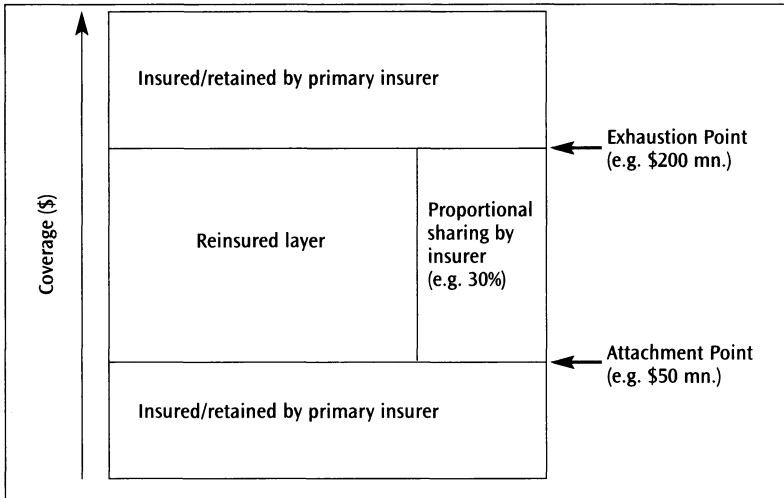 Insured/retained by primary insurer
Exhaustion Point
(e.g. $200 mn.)
Coverage ($)
Reinsured layer
Proportional
sharing by
insurer
(e.g. 30%)
Attachment Point
(e.g. $50 mn.)
Insured/retained by primary insurer